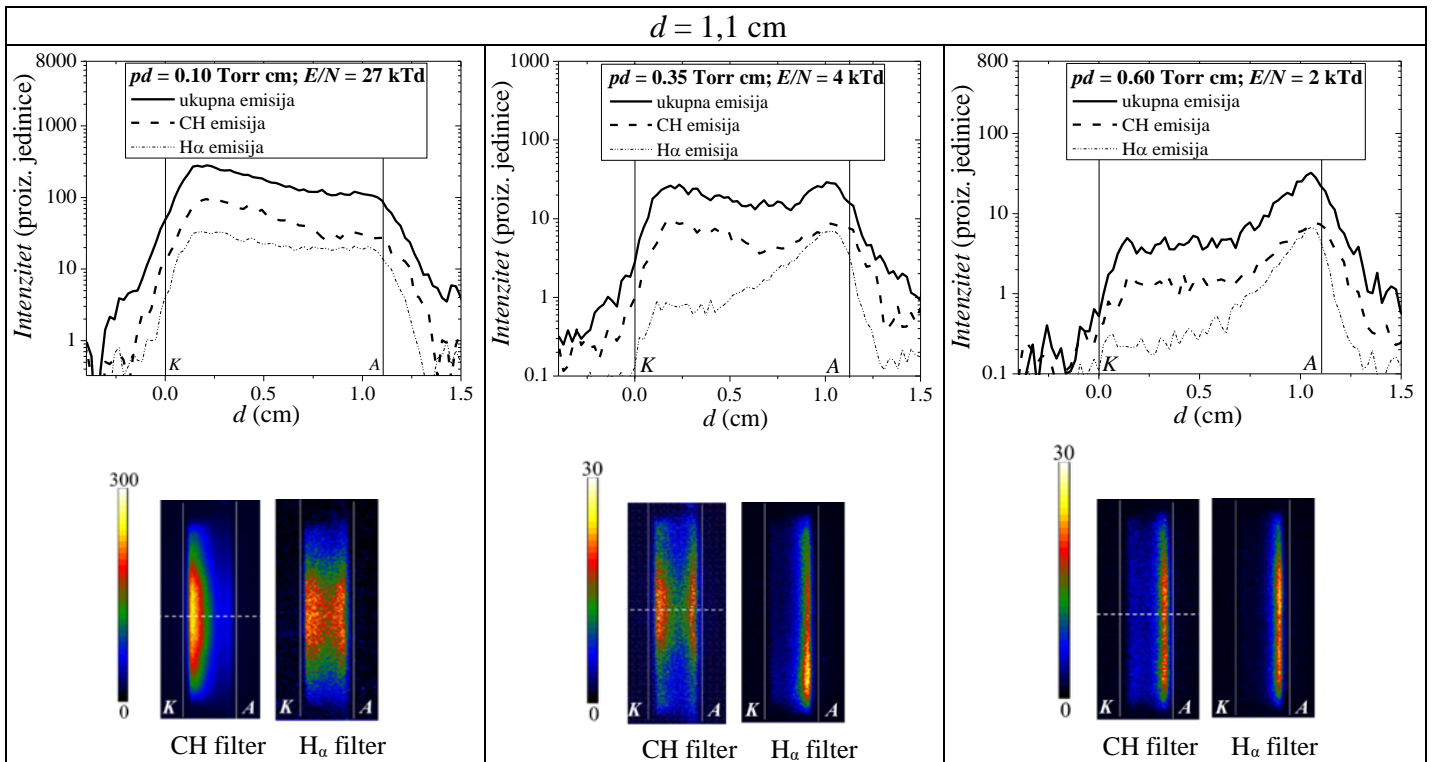 d = 1,1 cm
Intenzitet (proiz. jedinice)
8000
1000
100
10
1
pd = 0.10 Torr cm; E/N = 27 kTd
ukupna emisija
CH emisija
Hα emisija
K
A
0.0
0.5
1.0
1.5
d (cm)
300
0
K
A
K
A
CH filter
Hα filter
Intenzitet (proiz. jedinice)
1000
100
10
1
0.1
pd = 0.35 Torr cm; E/N = 4 kTd
ukupna emisija
CH emisija
Hα emisija
K
A
0.0
0.5
1.0
1.5
d (cm)
30
0
K
A
K
A
CH filter
Hα filter
Intenzitet (proiz. jedinice)
800
100
10
1
0.1
pd = 0.60 Torr cm; E/N = 2 kTd
ukupna emisija
CH emisija
Hα emisija
K
A
0.0
0.5
1.0
1.5
d (cm)
30
0
K
A
K
A
CH filter
Hα filter